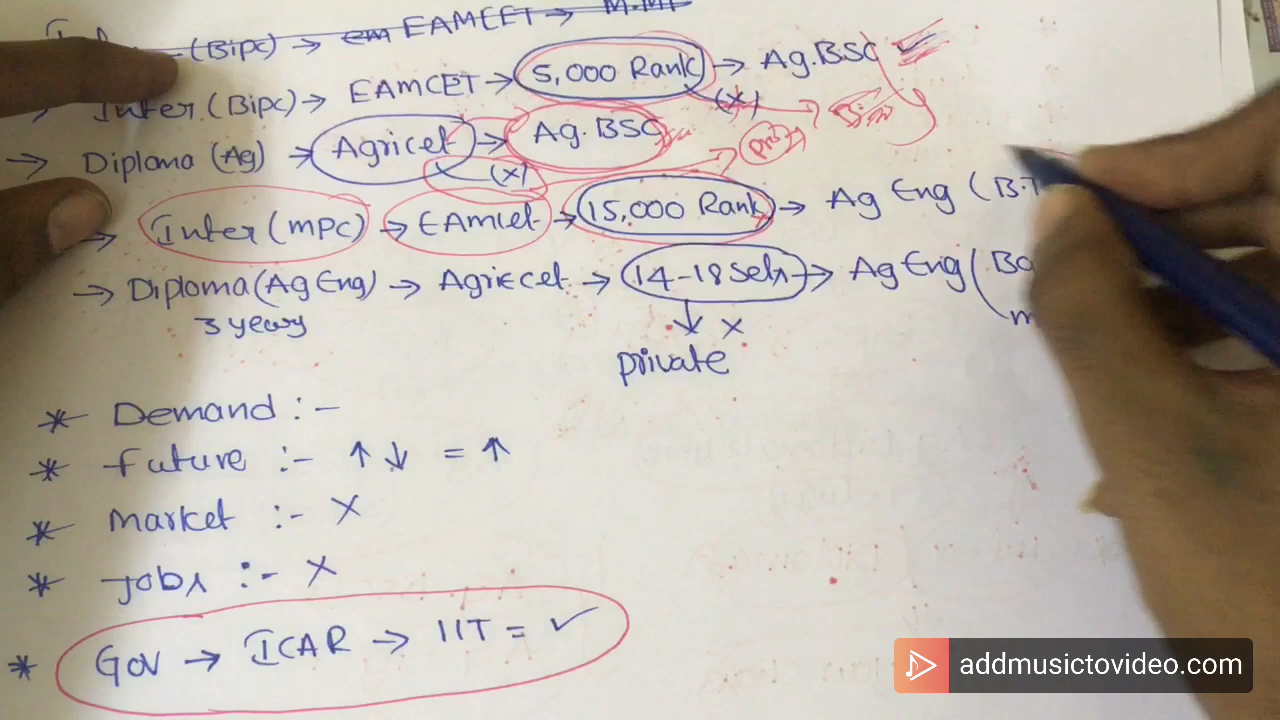 (Bipc) → EAMCET →
Inter (Bipc) → EAMCET → 5,000 Rank → Ag.BSC
(x)
→ Diploma (Ag) → Agricet → Ag.BSC
(x)
→ Inter (mpc) → EAMCet → 15,000 Rank → Ag Eng (B.T
→ Diploma (Ag Eng) → Agriecet → 14-18 Sets → Ag Eng (Ba
3 years m
↓ x
private
* Demand :-
* future :- ↑ ↓ = ↑
* market :- x
* jobs :- x
* Gov → ICAR → IIT = ✓
addmusictovideo.com